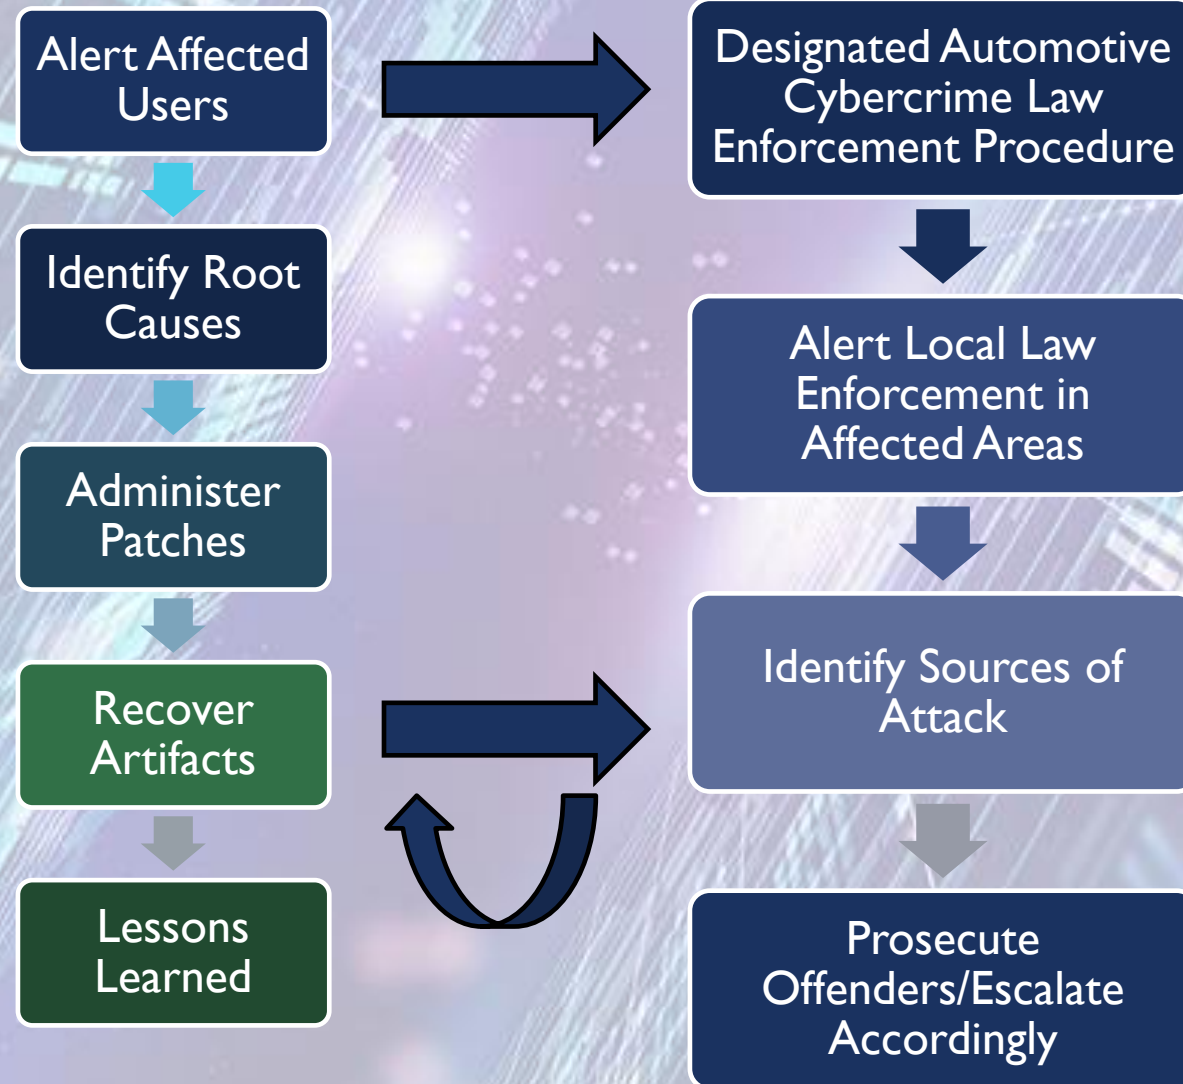 Alert Affected
Users
Identify Root
Causes
Administer
Patches
Recover
Artifacts
Lessons
Learned
Designated Automotive
Cybercrime Law
Enforcement Procedure
Alert Local Law
Enforcement in
Affected Areas
Identify Sources of
Attack
Prosecute
Offenders/Escalate
Accordingly